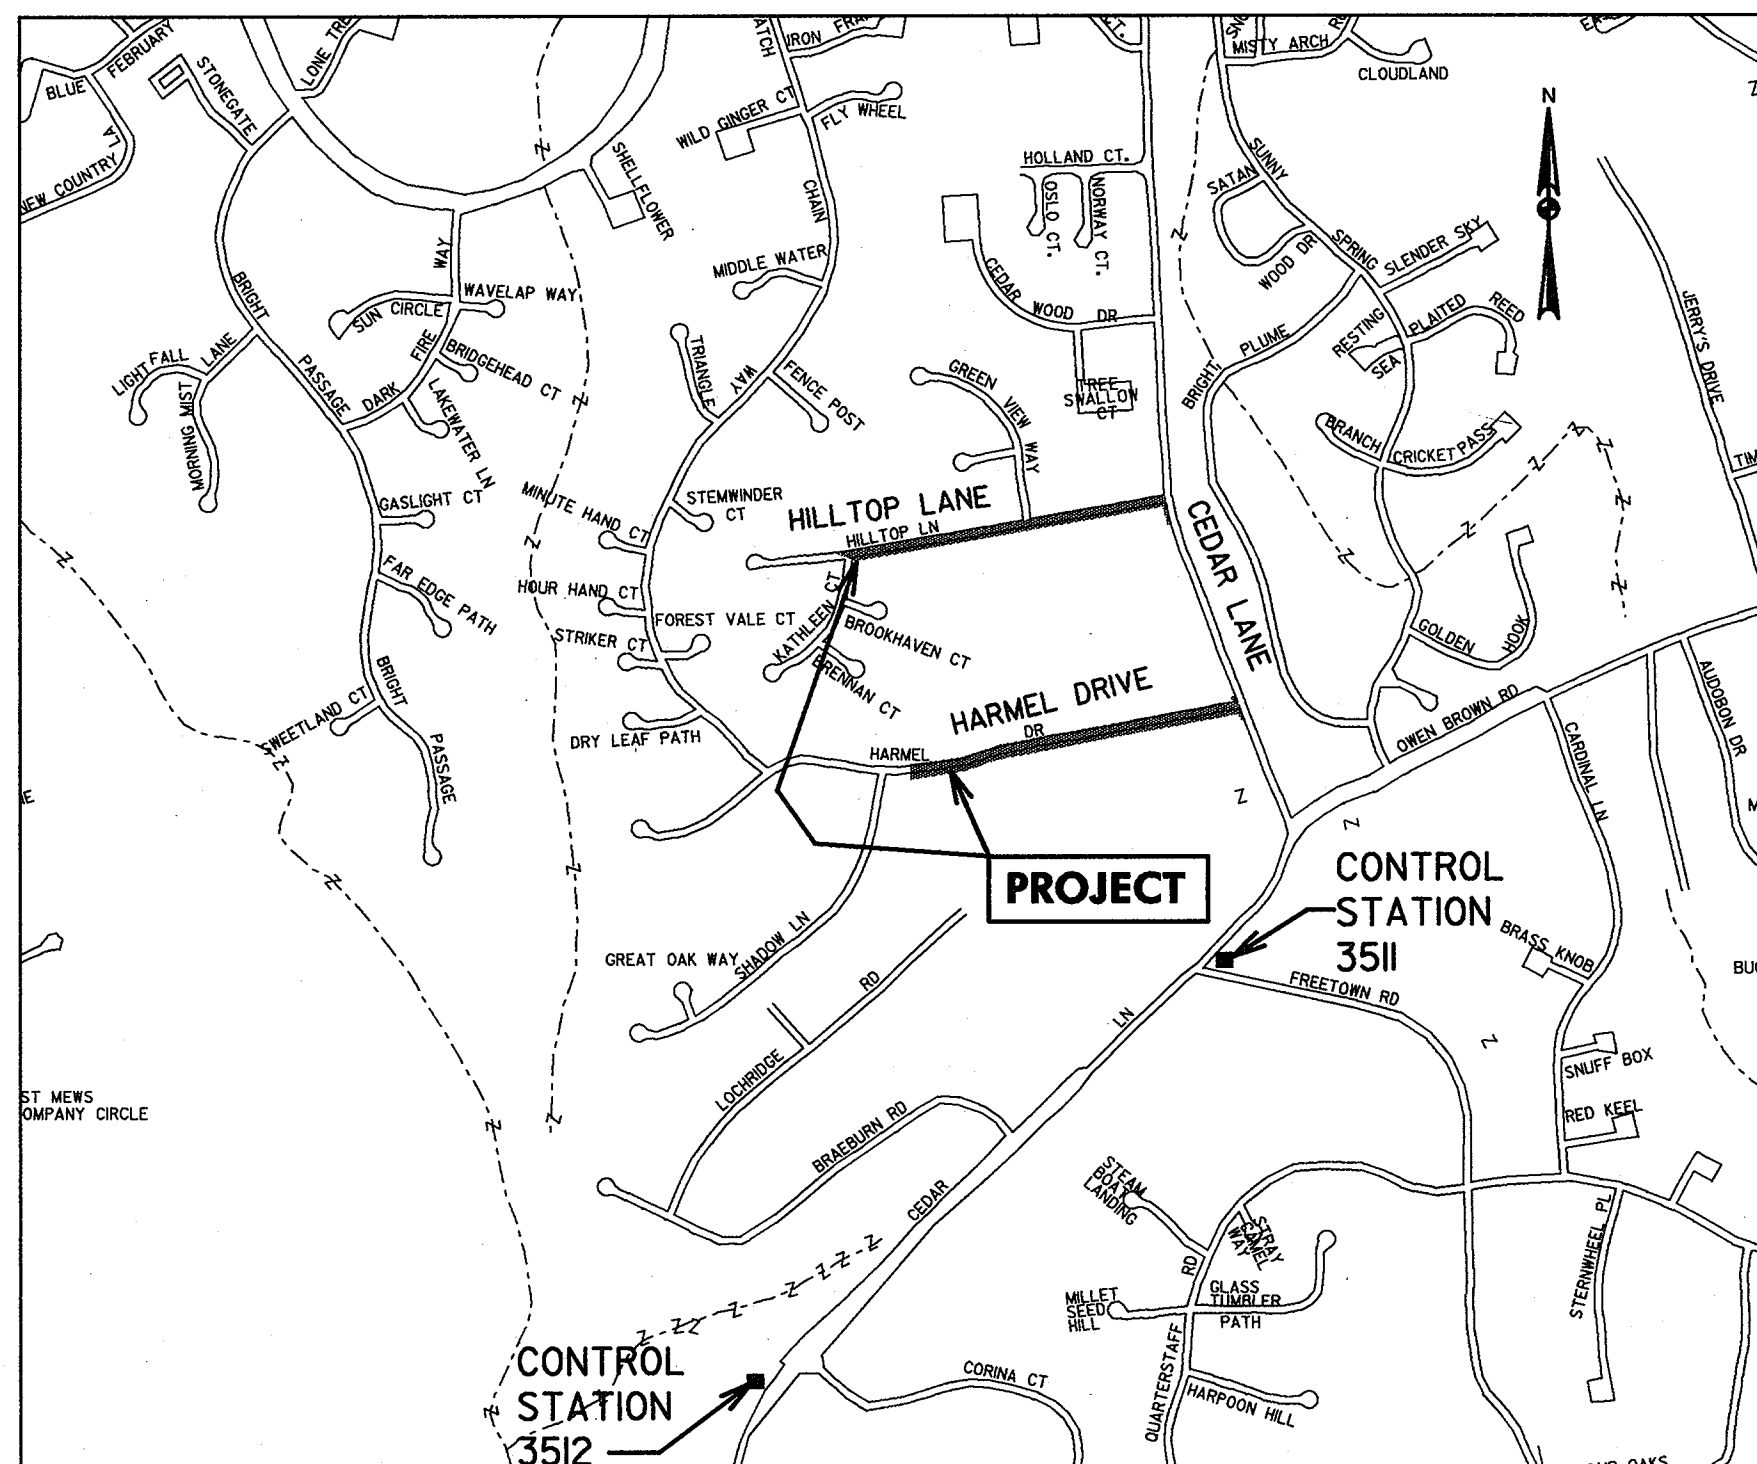 BLUE
FEBRUARY
STONEGATE
LONE TRE
NEW COUNTRY LA
IRON FRA
ATCH
WILD GINGER CT
FLY WHEEL
SHELLFLOWER
CHAIN
MIDDLE WATER
WAY
CT.
MISTY ARCH
CLOUDLAND
N
HOLLAND CT.
OSLO CT.
NORWAY CT.
SATAN
WOOD DR
SUNNY
SPRING
SLENDER SKY
CEDAR
WOOD DR
PLUME
BRIGHT
RESTING
SEA
PLAITED
REED
JERRY'S DRIVE
BRIGHT
PASSAGE
WAY
WAVELAP WAY
SUN CIRCLE
FIRE
DARK
BRIDGEHEAD CT
LAKEWATER LN
LIGHT FALL
LANE
MORNING MIST
TRIANGLE
FENCE POST
GREEN
VIEW
WAY
TREE
SWALLOW
CT
BRANCH
CRICKET PASS
TIM
GASLIGHT CT
MINUTE HAND CT
STEMWINDER
CT
HILLTOP LANE
HILLTOP LN
CEDAR LANE
FAR EDGE PATH
HOUR HAND CT
FOREST VALE CT
STRIKER CT
KATHLEEN CT
BROOKHAVEN CT
BRENNAN CT
GOLDEN
HOOK
SWEETLAND CT
BRIGHT
PASSAGE
DRY LEAF PATH
HARMEL DRIVE
HARMEL
DR
OWEN BROWN RD
AUDOBON DR
CARDINAL LN
PROJECT
CONTROL
STATION
3511
GREAT OAK WAY
SHADOW LN
LOCHRIDGE
RD
LN
FREETOWN RD
BRASS KNOB
SNUFF BOX
RED KEEL
ST MEWS
OMPANY CIRCLE
BRAEBURN RD
CEDAR
STEAM
BOAT
LANDING
STRAY
CAMEL
WAY
RD
MILLET
SEED
HILL
GLASS
TUMBLER
PATH
STERNWHEEL PL
QUARTERSTAFF
HARPOON HILL
CORINA CT
CONTROL
STATION
3512